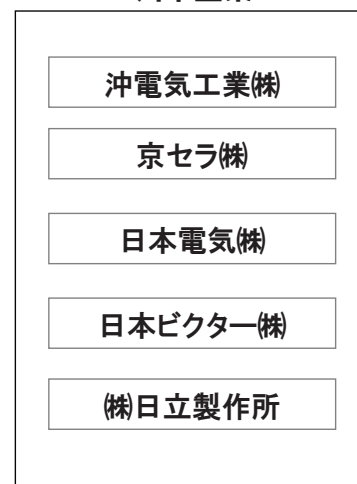 沖電気工業㈱
京セラ㈱
日本電気㈱
日本ビクター㈱
㈱日立製作所